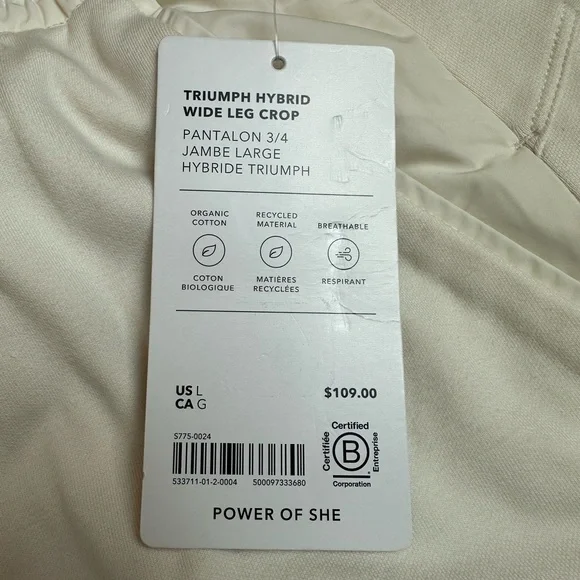 TRIUMPH HYBRID
WIDE LEG CROP
PANTALON 3/4
JAMBE LARGE
HYBRIDE TRIUMPH
ORGANIC
COTTON
RECYCLED
MATERIAL
BREATHABLE
COTON
BIOLOGIQUE
MATIÈRES
RECYCLÉES
RESPIRANT
US L
CA G
$109.00
S775-0024
533711-01-2-0004 500097333680
Certified
Certifiée
B
Entreprise
Corporation
POWER OF SHE